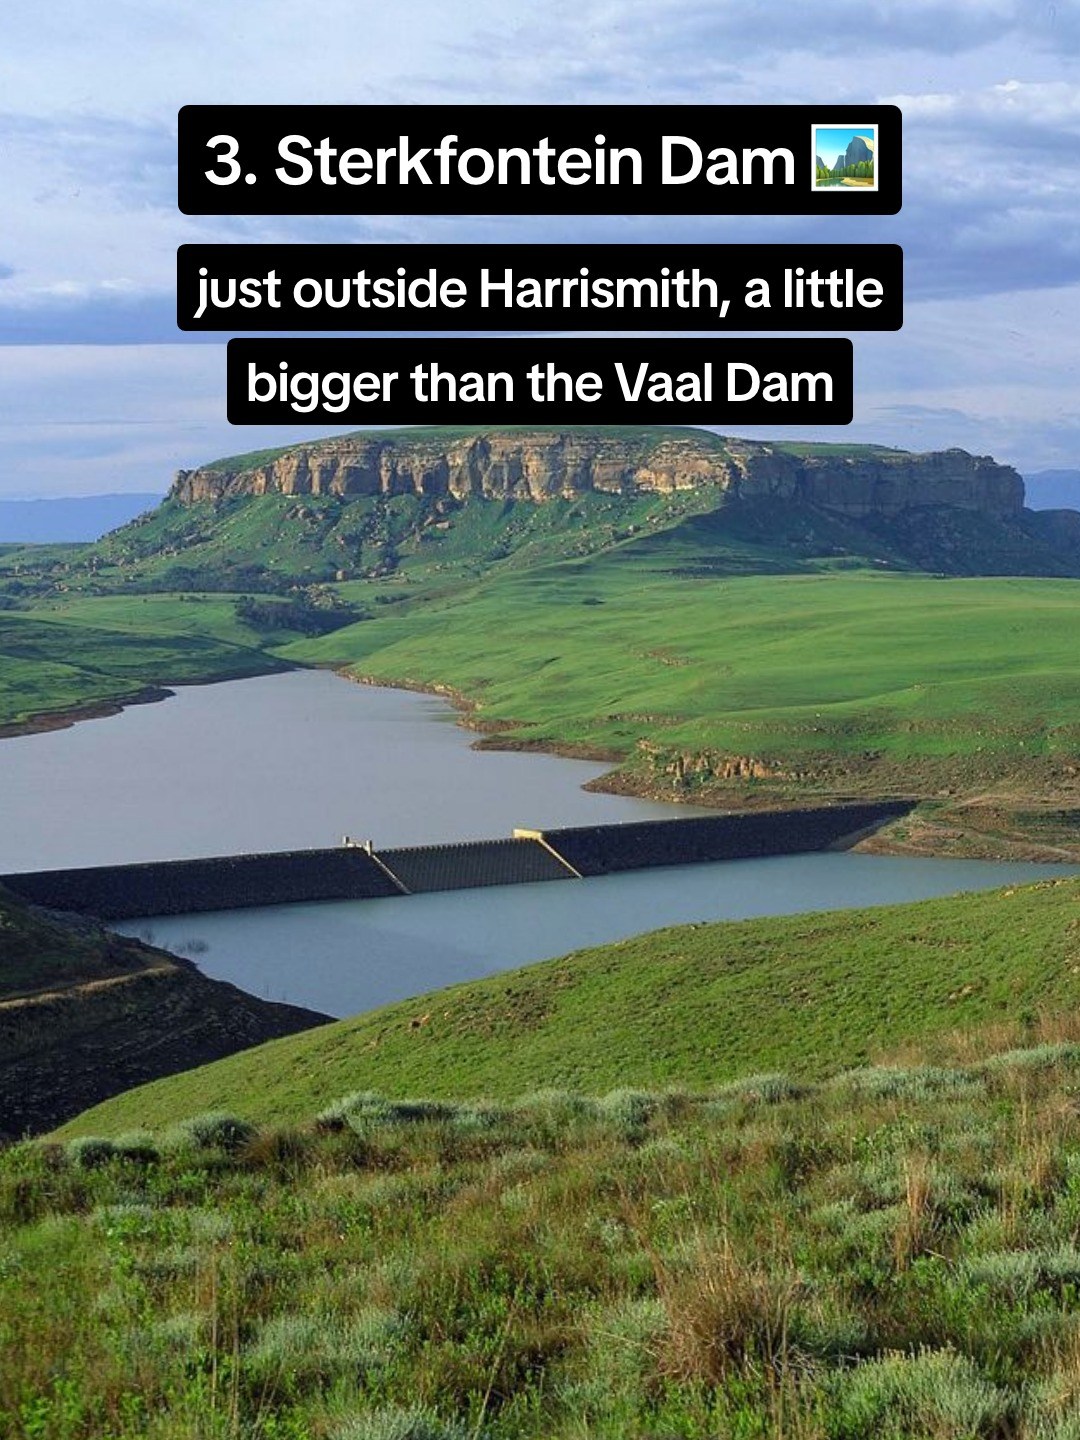 3. Sterkfontein Dam 🏞️
just outside Harrismith, a little
bigger than the Vaal Dam